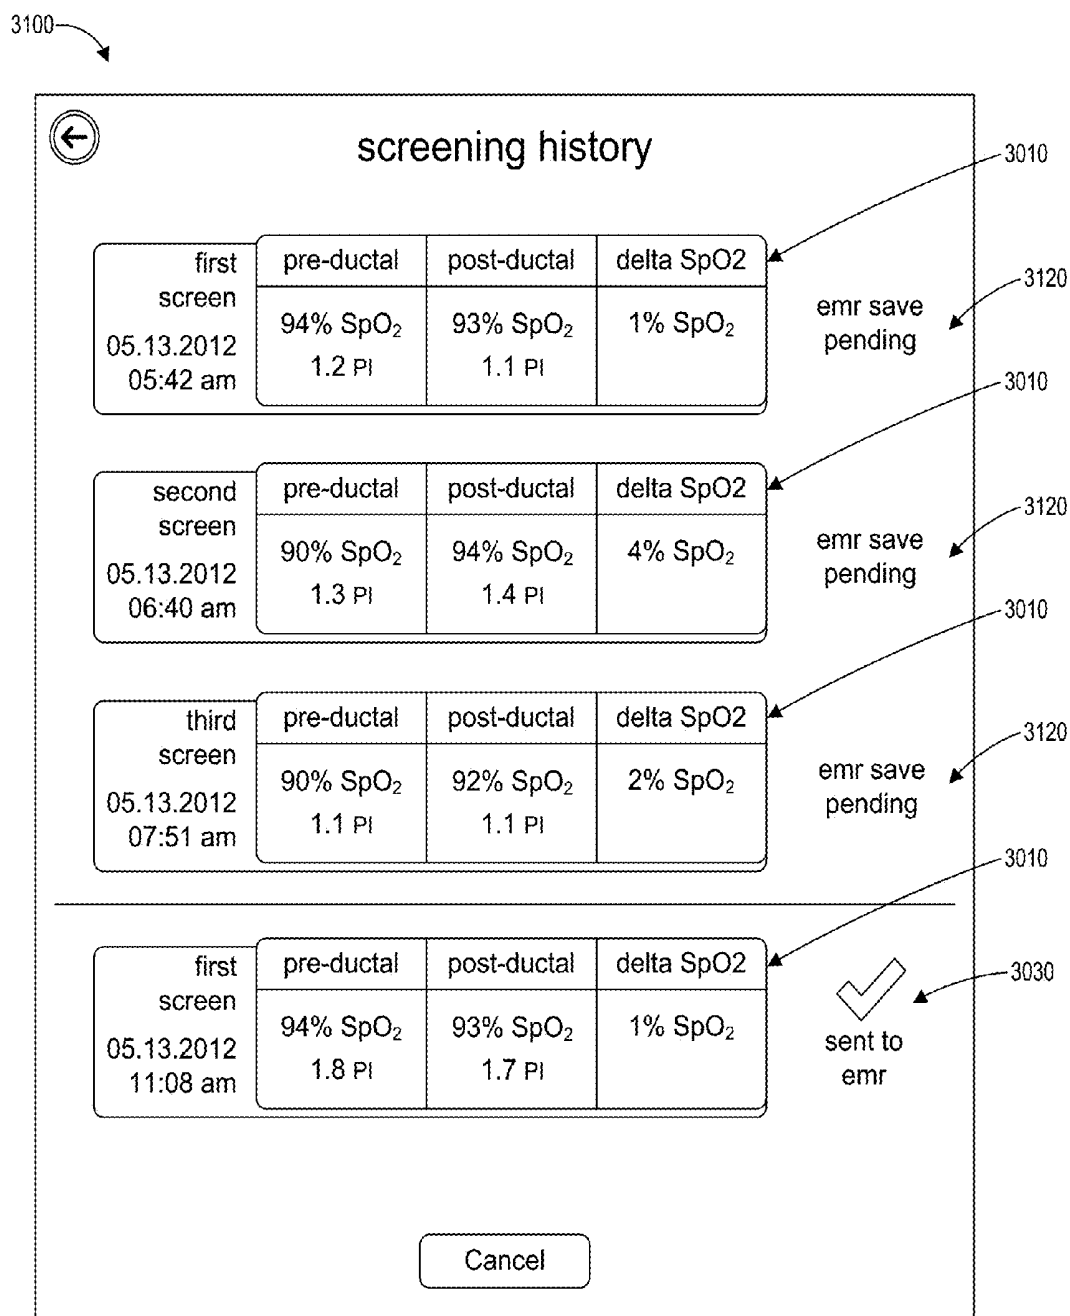 3100
screening history
3010
first
screen
05.13.2012
05:42 am
pre-ductal post-ductal delta SpO2
94% SpO₂ 93% SpO₂ 1% SpO₂
1.2 PI 1.1 PI
emr save
pending
3120
3010
second
screen
05.13.2012
06:40 am
pre-ductal post-ductal delta SpO2
90% SpO₂ 94% SpO₂ 4% SpO₂
1.3 PI 1.4 PI
emr save
pending
3120
3010
third
screen
05.13.2012
07:51 am
pre-ductal post-ductal delta SpO2
90% SpO₂ 92% SpO₂ 2% SpO₂
1.1 PI 1.1 PI
emr save
pending
3120
3010
first
screen
05.13.2012
11:08 am
pre-ductal post-ductal delta SpO2
94% SpO₂ 93% SpO₂ 1% SpO₂
1.8 PI 1.7 PI
3030
sent to
emr
Cancel